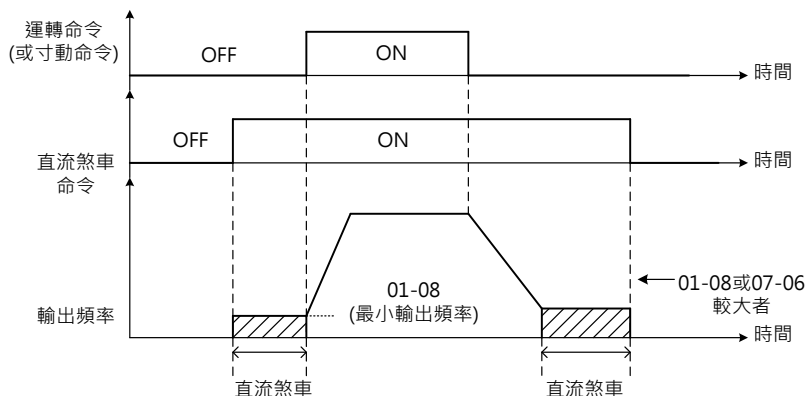 運轉命令
(或寸動命令)
OFF
ON
時間
OFF
ON
直流煞車
命令
時間
01-08
(最小輸出頻率)
01-08或07-06
較大者
輸出頻率
時間
直流煞車
直流煞車